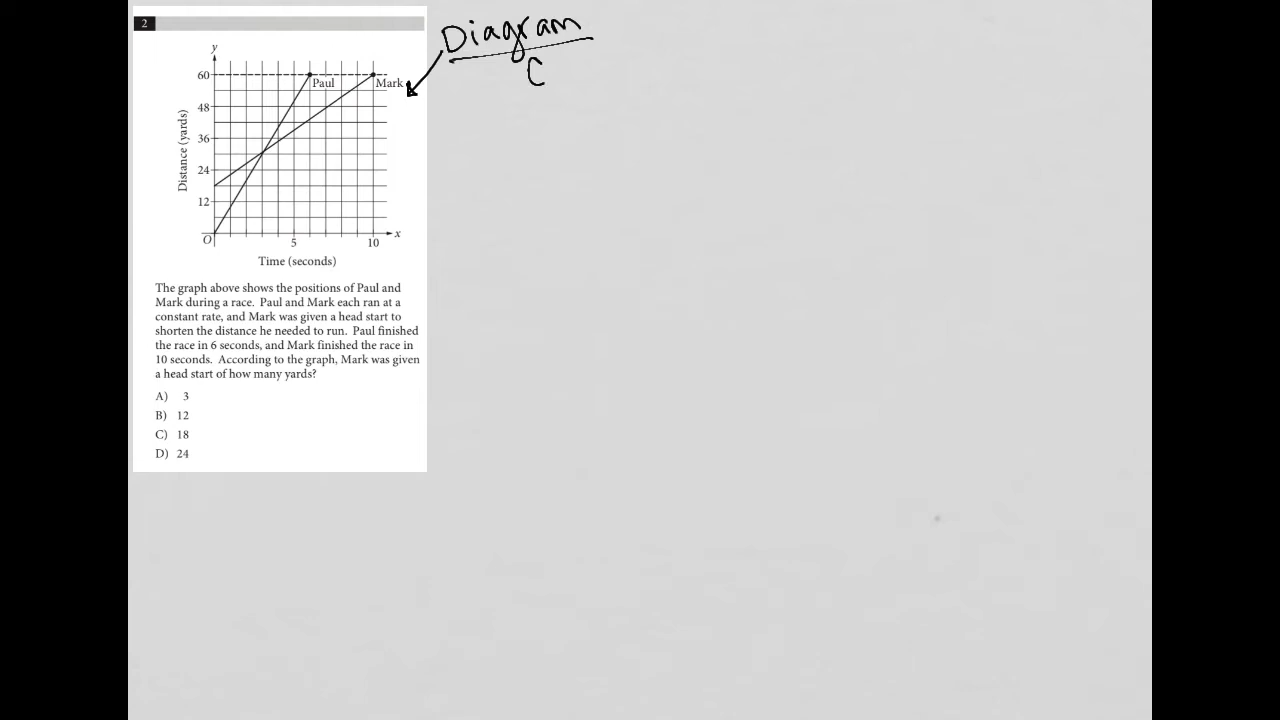 2
Diagram
C
y
60
Paul
Mark
48
36
24
12
Distance (yards)
O
5
10
x
Time (seconds)
The graph above shows the positions of Paul and
Mark during a race. Paul and Mark each ran at a
constant rate, and Mark was given a head start to
shorten the distance he needed to run. Paul finished
the race in 6 seconds, and Mark finished the race in
10 seconds. According to the graph, Mark was given
a head start of how many yards?
A) 3
B) 12
C) 18
D) 24